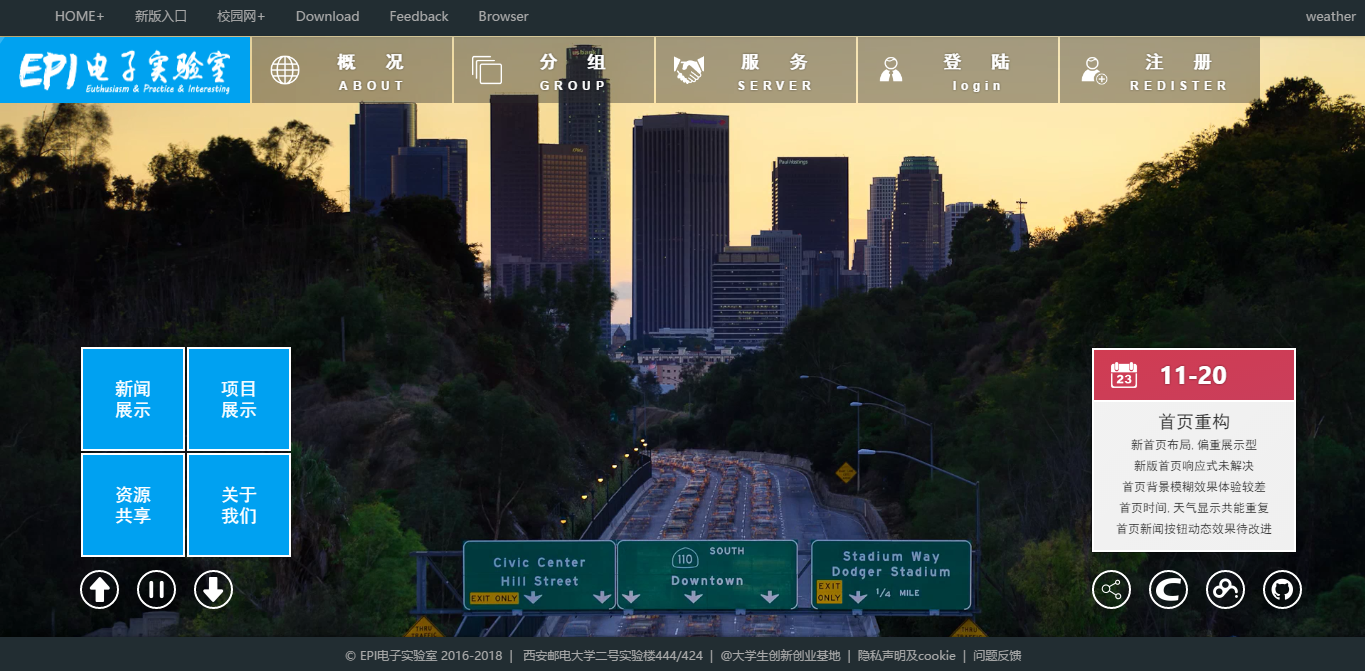 HOME+ 新版入口 校园网+ Download Feedback Browser weather
EPI 电子实验室
Euthusiasm & Practice & Interesting
概 况
ABOUT
分 组
GROUP
服 务
SERVER
登 陆
login
注 册
REDISTER
usbank
Paul Hastings
新闻
展示
项目
展示
资源
共享
关于
我们
23
11-20
首页重构
新首页布局, 偏重展示型
新版首页响应式未解决
首页背景模糊效果体验较差
首页时间, 天气显示共能重复
首页新闻按钮动态效果待改进
Civic Center
Hill Street
EXIT ONLY
110
SOUTH
Downtown
Stadium Way
Dodger Stadium
EXIT
ONLY
1/4 MILE
THRU
TRAFFIC
THRU
© EPI电子实验室 2016-2018 | 西安邮电大学二号实验楼444/424 | @大学生创新创业基地 | 隐私声明及cookie | 问题反馈